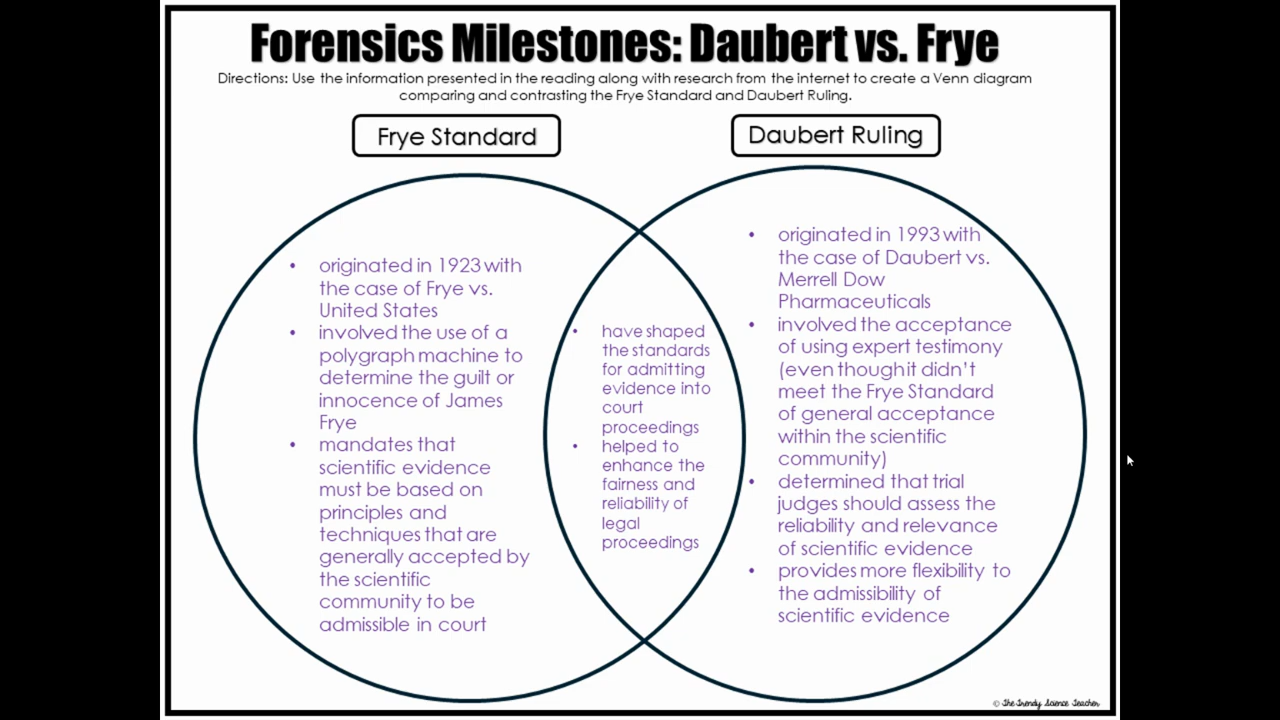 Forensics Milestones: Daubert vs. Frye
Directions: Use the information presented in the reading along with research from the internet to create a Venn diagram
comparing and contrasting the Frye Standard and Daubert Ruling.
Frye Standard
• originated in 1923 with
the case of Frye vs.
United States
• involved the use of a
polygraph machine to
determine the guilt or
innocence of James
Frye
• mandates that
scientific evidence
must be based on
principles and
techniques that are
generally accepted by
the scientific
community to be
admissible in court
• have shaped
the standards
for admitting
evidence into
court
proceedings
• helped to
enhance the
fairness and
reliability of
legal
proceedings
Daubert Ruling
• originated in 1993 with
the case of Daubert vs.
Merrell Dow
Pharmaceuticals
• involved the acceptance
of using expert testimony
(even though it didn't
meet the Frye Standard
of general acceptance
within the scientific
community)
• determined that trial
judges should assess the
reliability and relevance
of scientific evidence
• provides more flexibility to
the admissibility of
scientific evidence
© The Trendy Science Teacher